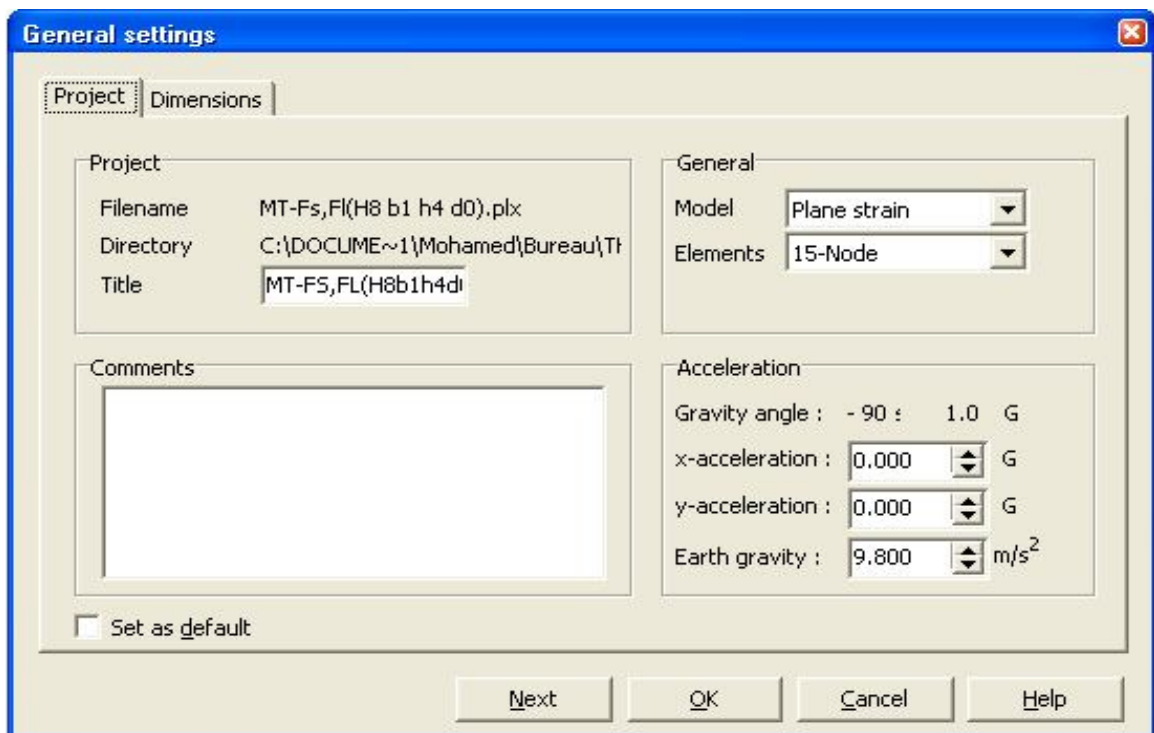 General settings
Project Dimensions
Project
Filename MT-Fs,Fl(H8 b1 h4 d0).plx
Directory C:\DOCUME~1\Mohamed\Bureau\Th
Title MT-FS,FL(H8b1h4d
General
Model Plane strain
Elements 15-Node
Comments
Acceleration
Gravity angle : - 90 1.0 G
x-acceleration : 0.000 G
y-acceleration : 0.000 G
Earth gravity : 9.800 m/s²
Set as default
Next OK Cancel Help